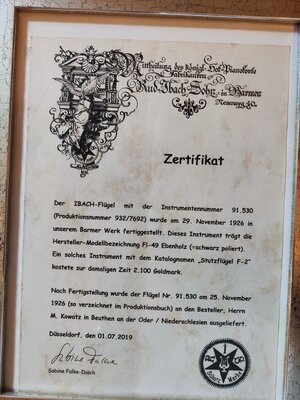 Mittheilung des Königl. Hof-Pianoforte
Fabrikanten
Rud. Ibach Sohn in Barmen
Neuerweg 40.
Zertifikat
Der IBACH-Flügel mit der Instrumentennummer 91.530
(Produktionsnummer 932/7692) wurde am 29. November 1926 in
unserem Barmer Werk fertiggestellt. Dieses Instrument trägt die
Hersteller-Modellbezeichnung Fl-49 Ebenholz (=schwarz poliert).
Ein solches Instrument mit dem Katalognamen „Stutzflügel F-2"
kostete zur damaligen Zeit 2.100 Goldmark.
Nach Fertigstellung wurde der Flügel Nr. 91.530 am 25. November
1926 (so verzeichnet im Produktionsbuch) an den Besteller, Herrn
M. Kowatz in Beuthen an der Oder / Niederschlesien ausgeliefert.
Düsseldorf, den 01.07.2019
Sabine Falke
Sabine Falke-Ibach
R I S
Schutz Marke